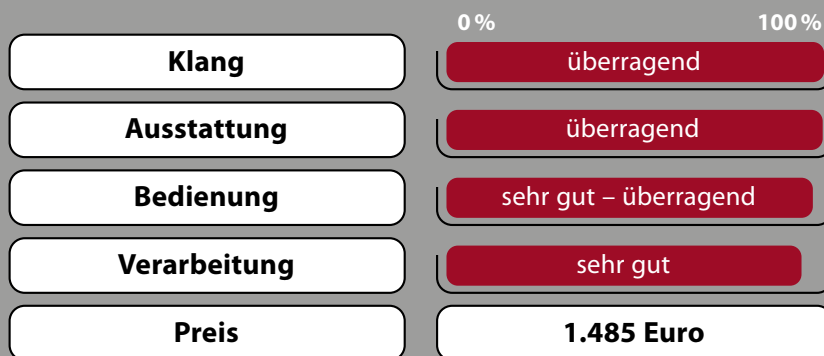 0 % 100 %
Klang überragend
Ausstattung überragend
Bedienung sehr gut – überragend
Verarbeitung sehr gut
Preis 1.485 Euro